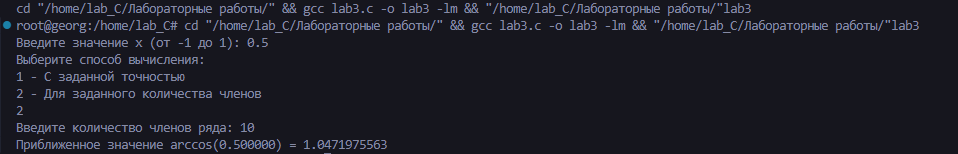 cd "/home/lab_C/Лабораторные работы/" && gcc lab3.c -o lab3 -lm && "/home/lab_C/Лабораторные работы/"lab3
root@georg:/home/lab_C# cd "/home/lab_C/Лабораторные работы/" && gcc lab3.c -o lab3 -lm && "/home/lab_C/Лабораторные работы/"lab3
Введите значение x (от -1 до 1): 0.5
Выберите способ вычисления:
1 - С заданной точностью
2 - Для заданного количества членов
2
Введите количество членов ряда: 10
Приближенное значение arccos(0.500000) = 1.0471975563